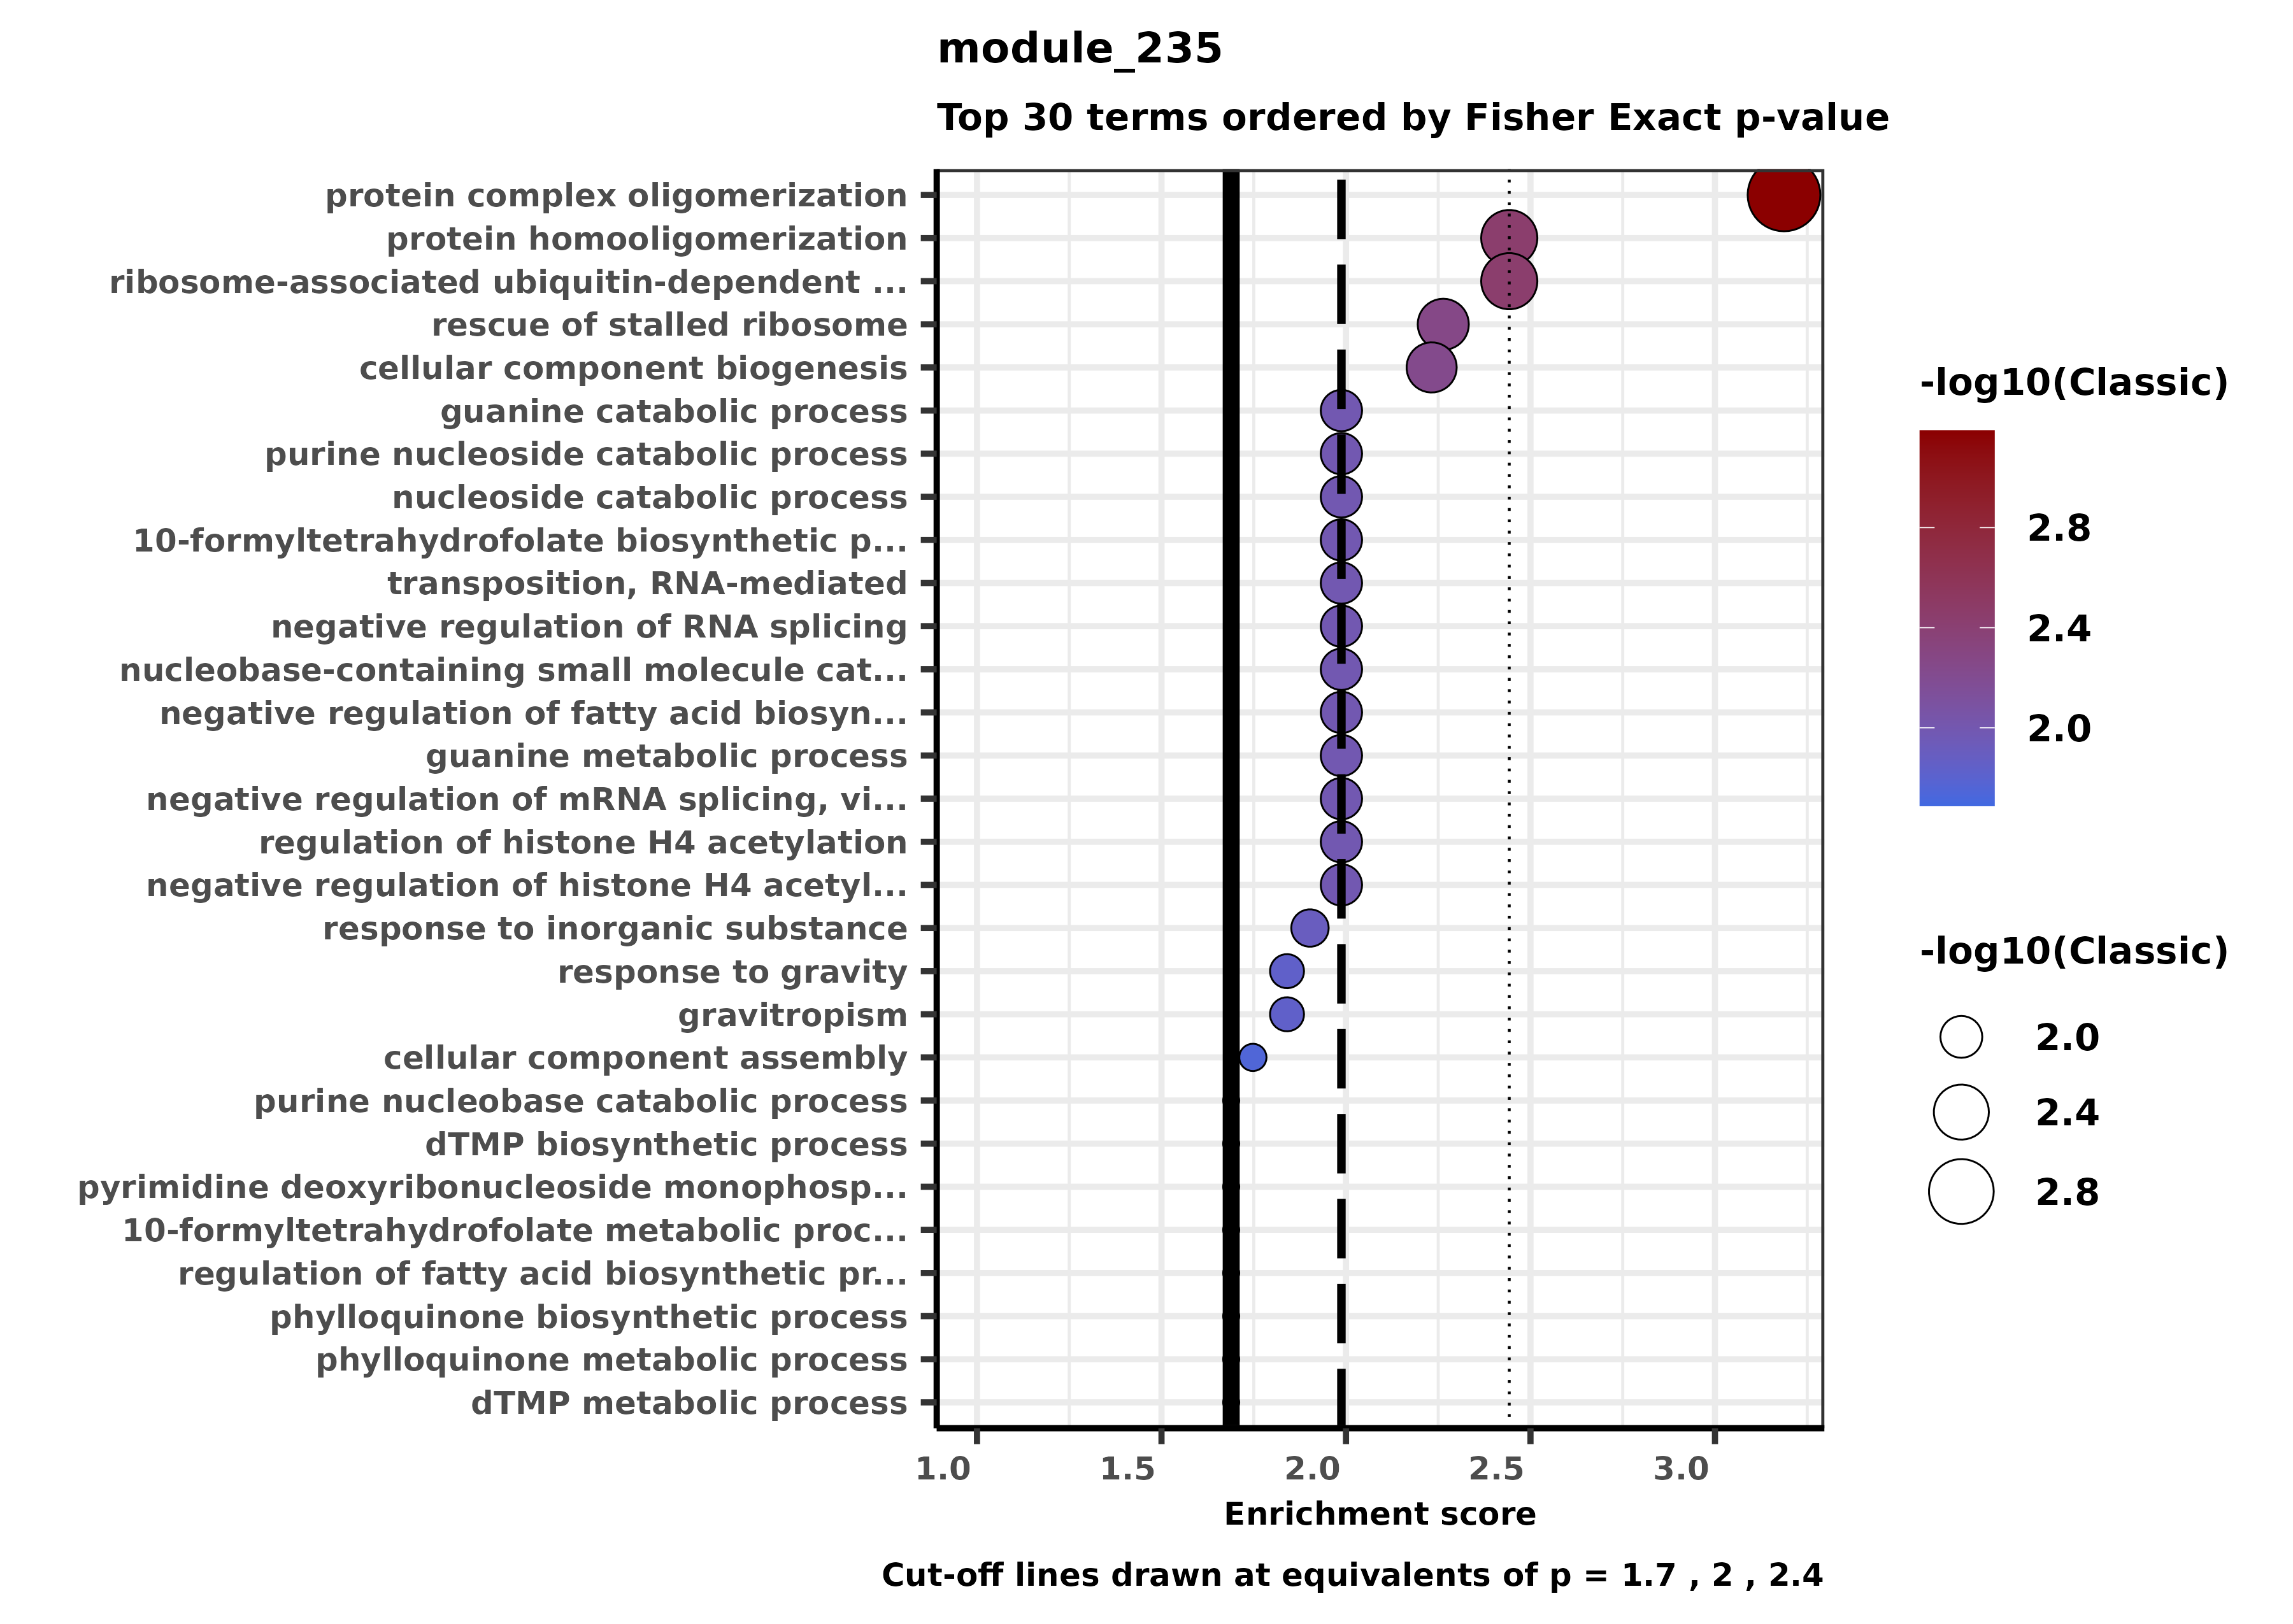 module_235
Top 30 terms ordered by Fisher Exact p-value
protein complex oligomerization
protein homooligomerization
ribosome-associated ubiquitin-dependent ...
rescue of stalled ribosome
cellular component biogenesis
guanine catabolic process
purine nucleoside catabolic process
nucleoside catabolic process
10-formyltetrahydrofolate biosynthetic p...
transposition, RNA-mediated
negative regulation of RNA splicing
nucleobase-containing small molecule cat...
negative regulation of fatty acid biosyn...
guanine metabolic process
negative regulation of mRNA splicing, vi...
regulation of histone H4 acetylation
negative regulation of histone H4 acetyl...
response to inorganic substance
response to gravity
gravitropism
cellular component assembly
purine nucleobase catabolic process
dTMP biosynthetic process
pyrimidine deoxyribonucleoside monophosp...
10-formyltetrahydrofolate metabolic proc...
regulation of fatty acid biosynthetic pr...
phylloquinone biosynthetic process
phylloquinone metabolic process
dTMP metabolic process
1.0 1.5 2.0 2.5 3.0
Enrichment score
Cut-off lines drawn at equivalents of p = 1.7 , 2 , 2.4
-log10(Classic)
2.8
2.4
2.0
-log10(Classic)
2.0
2.4
2.8